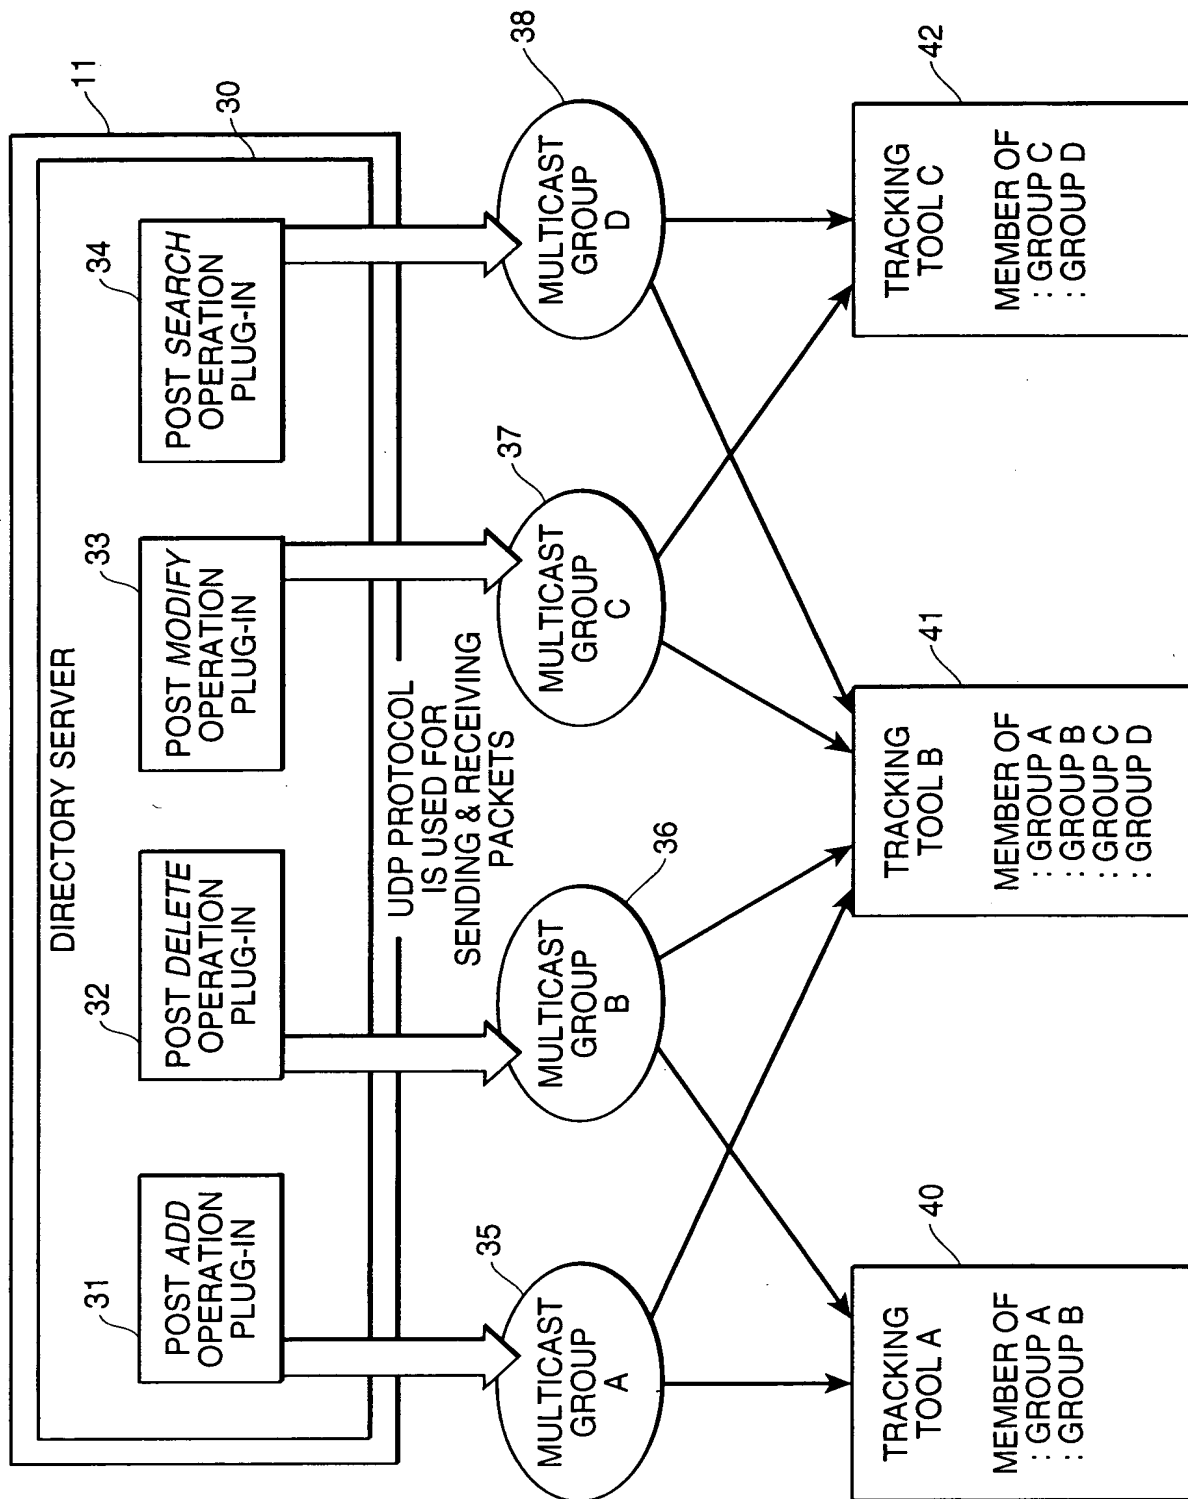 11
30
DIRECTORY SERVER
31
POST ADD
OPERATION
PLUG-IN
32
POST DELETE
OPERATION
PLUG-IN
33
POST MODIFY
OPERATION
PLUG-IN
34
POST SEARCH
OPERATION
PLUG-IN
UDP PROTOCOL
IS USED FOR
SENDING & RECEIVING
PACKETS
35
MULTICAST
GROUP
A
36
MULTICAST
GROUP
B
37
MULTICAST
GROUP
C
38
MULTICAST
GROUP
D
40
TRACKING
TOOL A
MEMBER OF
: GROUP A
: GROUP B
41
TRACKING
TOOL B
MEMBER OF
: GROUP A
: GROUP B
: GROUP C
: GROUP D
42
TRACKING
TOOL C
MEMBER OF
: GROUP C
: GROUP D